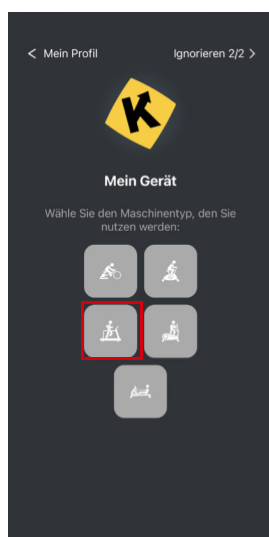 Mein Profil
Ignorieren 2/2
Mein Gerät
Wähle Sie den Maschinentyp, den Sie
nutzen werden: